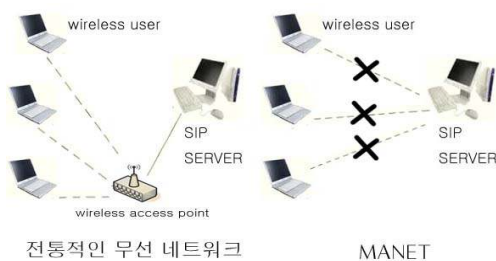 wireless user
SIP
SERVER
wireless access point
전통적인 무선 네트워크
wireless user
SIP
SERVER
MANET